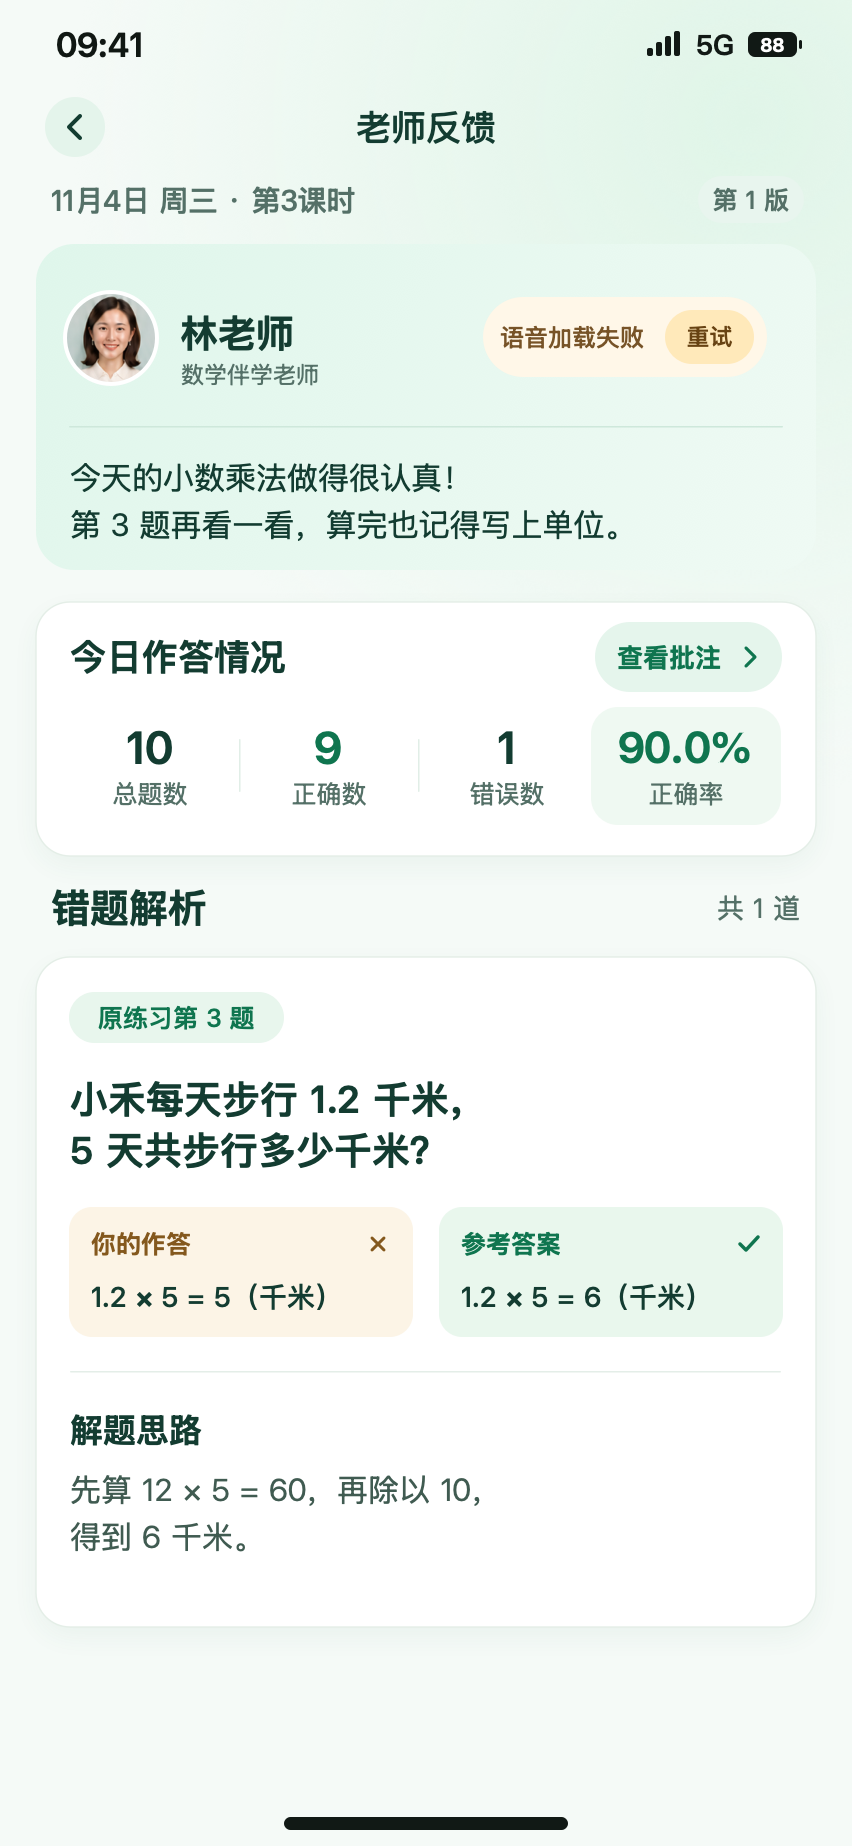 09:41
5G 88
老师反馈
11月4日 周三 · 第3课时
第 1 版
林老师
数学伴学老师
语音加载失败 重试
今天的小数乘法做得很认真！
第 3 题再看一看，算完也记得写上单位。
今日作答情况
查看批注
10 9 1 90.0%
总题数 正确数 错误数 正确率
错题解析
共 1 道
原练习第 3 题
小禾每天步行 1.2 千米，
5 天共步行多少千米？
你的作答
1.2 × 5 = 5（千米）
参考答案
1.2 × 5 = 6（千米）
解题思路
先算 12 × 5 = 60，再除以 10，
得到 6 千米。